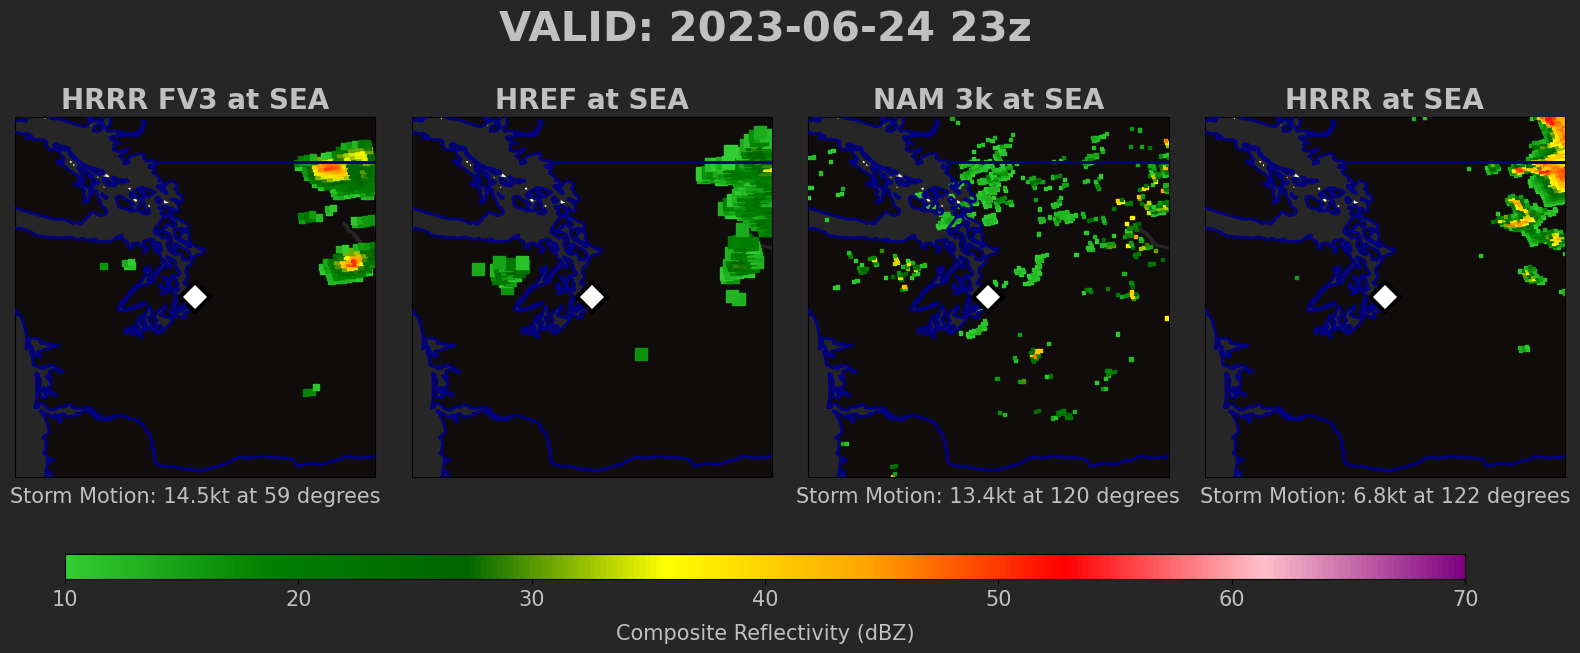 VALID: 2023-06-24 23z
HRRR FV3 at SEA
HREF at SEA
NAM 3k at SEA
HRRR at SEA
Storm Motion: 14.5kt at 59 degrees
Storm Motion: 13.4kt at 120 degrees
Storm Motion: 6.8kt at 122 degrees
10 20 30 40 50 60 70
Composite Reflectivity (dBZ)